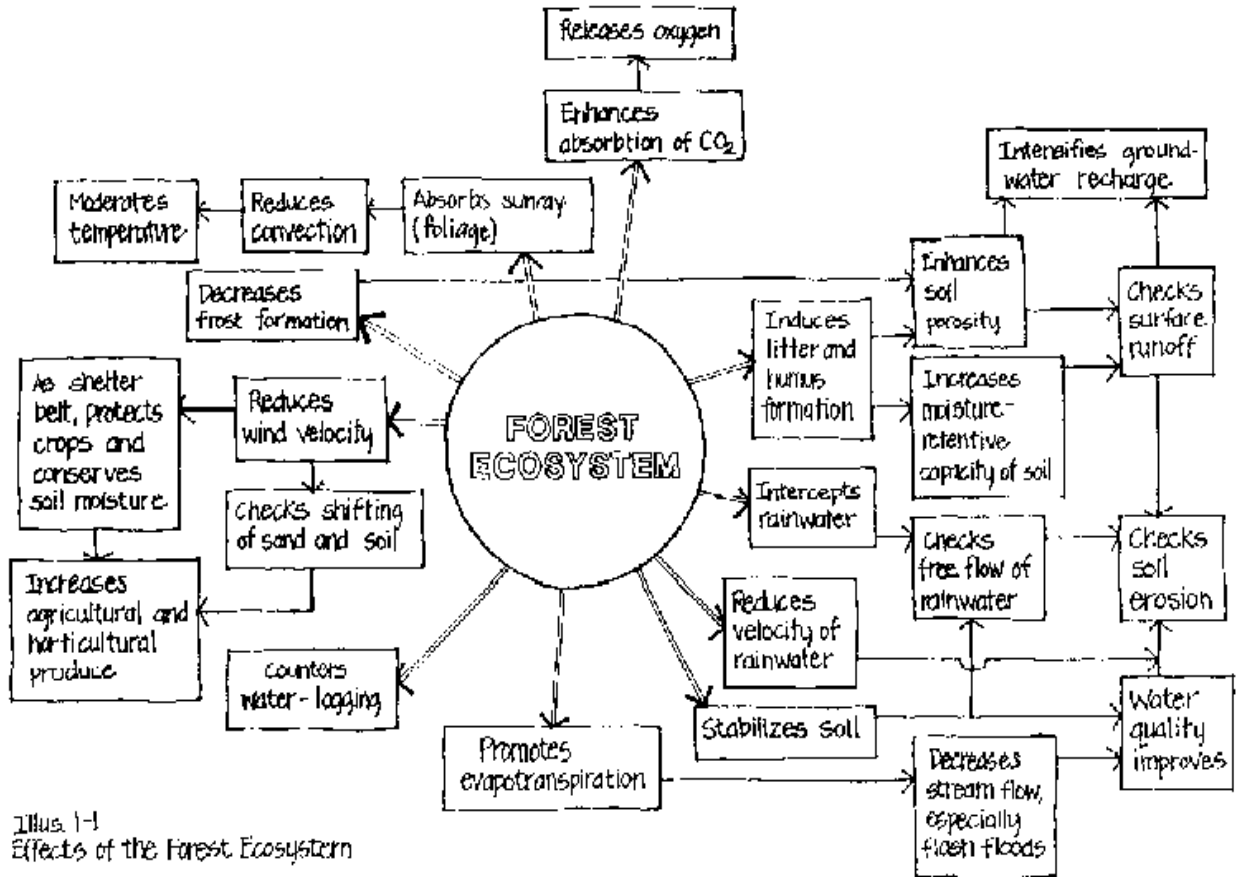 Releases oxygen
Enhances
absorbtion of CO₂
Intensifies ground-
water recharge
Moderates
temperature
Reduces
convection
Absorbs sunray
(foliage)
Decreases
frost formation
Enhances
soil
porosity
Checks
surface
runoff
Induces
litter and
humus
formation
As shelter
belt, protects
crops and
conserves
soil moisture
Reduces
wind velocity
FOREST
ECOSYSTEM
Increases
moisture-
retentive
capicity of soil
Intercepts
rainwater
Checks shifting
of sand and soil
Checks
free flow of
rainwater
Checks
soil
erosion
Increases
agricultural and
horticultural
produce
Reduces
velocity of
rainwater
Counters
water-logging
Stabilizes soil
Water
quality
improves
Promotes
evapotranspiration
Decreases
stream flow,
especially
flash floods
Illus. 1-1
Effects of the Forest Ecosystem